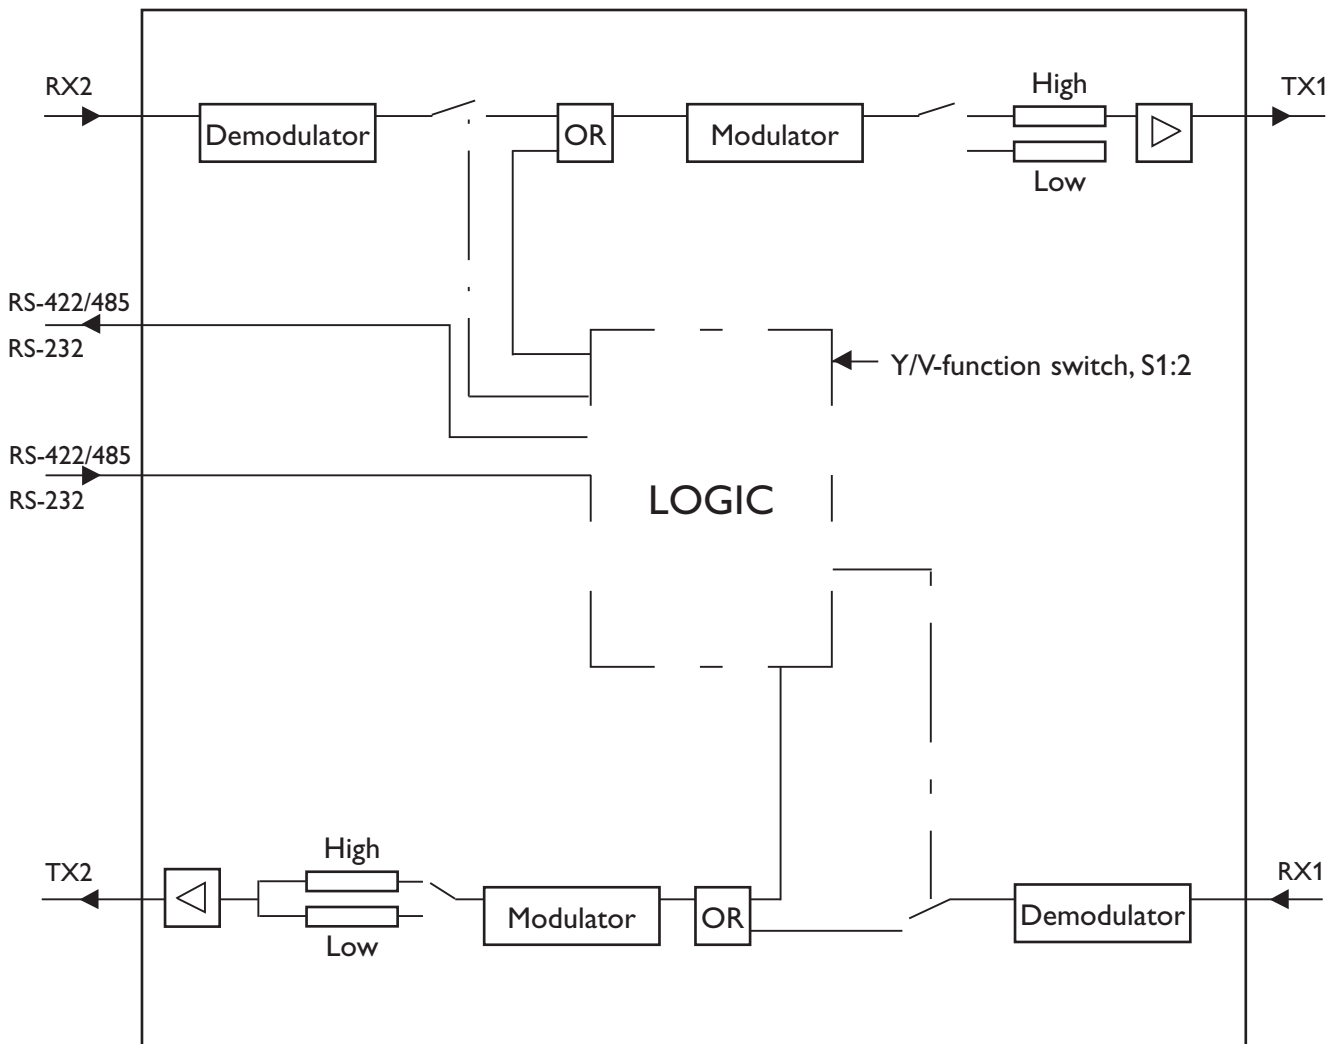 RX2
High
TX1
Demodulator
OR
Modulator
Low
RS-422/485
RS-232
Y/V-function switch, S1:2
RS-422/485
RS-232
LOGIC
High
TX2
RX1
Modulator
OR
Demodulator
Low